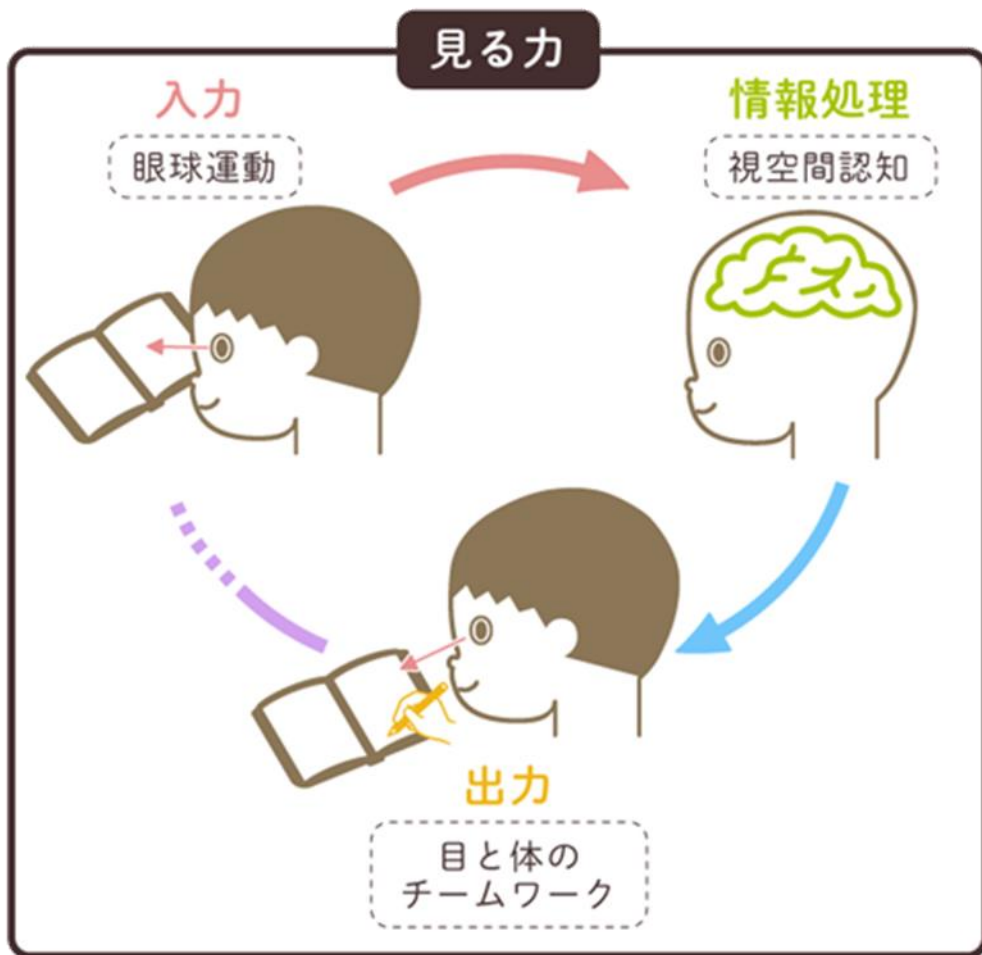 見る力
入力
眼球運動
情報処理
視空間認知
出力
目と体の
チームワーク